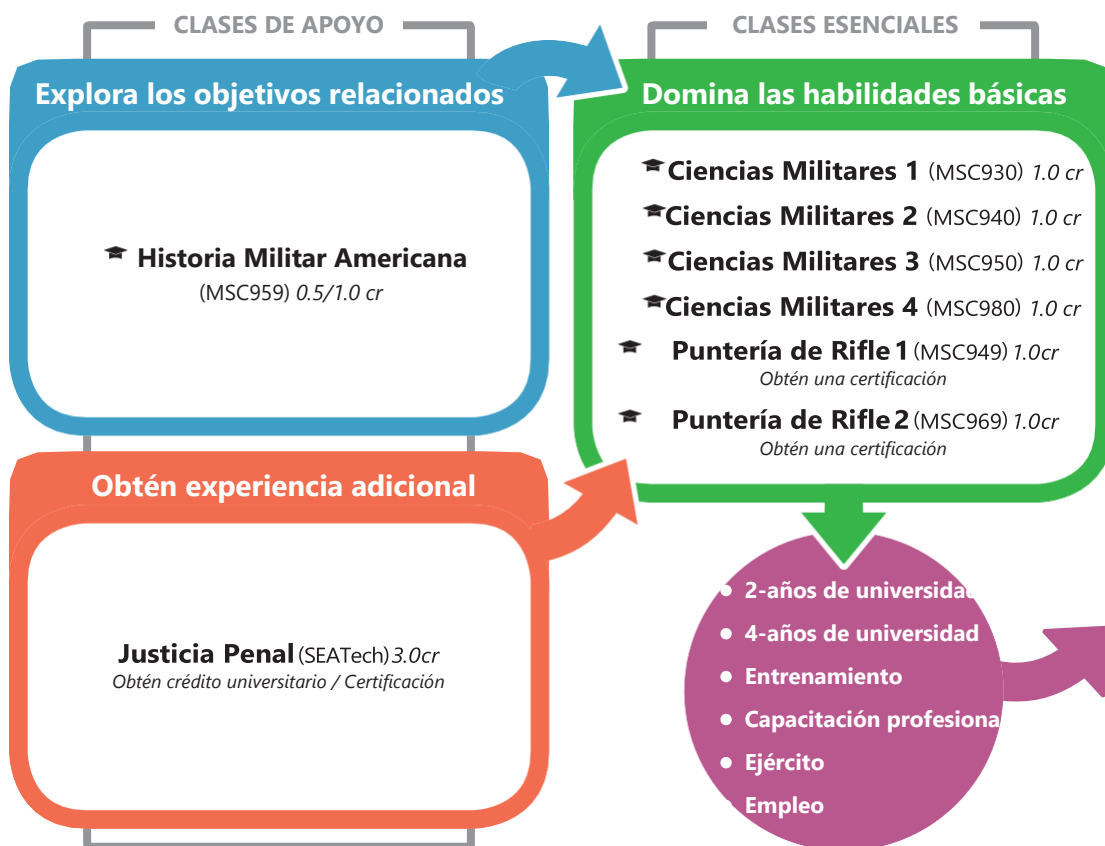 CLASES DE APOYO
Explora los objetivos relacionados
Historia Militar Americana
(MSC959) 0.5/1.0 cr
Obtén experiencia adicional
Justicia Penal (SEATech) 3.0cr
Obtén crédito universitario / Certificación
CLASES ESENCIALES
Domina las habilidades básicas
Ciencias Militares 1 (MSC930) 1.0 cr
Ciencias Militares 2 (MSC940) 1.0 cr
Ciencias Militares 3 (MSC950) 1.0 cr
Ciencias Militares 4 (MSC980) 1.0 cr
Puntería de Rifle 1 (MSC949) 1.0cr
Obtén una certificación
Puntería de Rifle 2 (MSC969) 1.0cr
Obtén una certificación
• 2-años de universidad
• 4-años de universidad
• Entrenamiento
• Capacitación profesiona
• Ejército
• Empleo